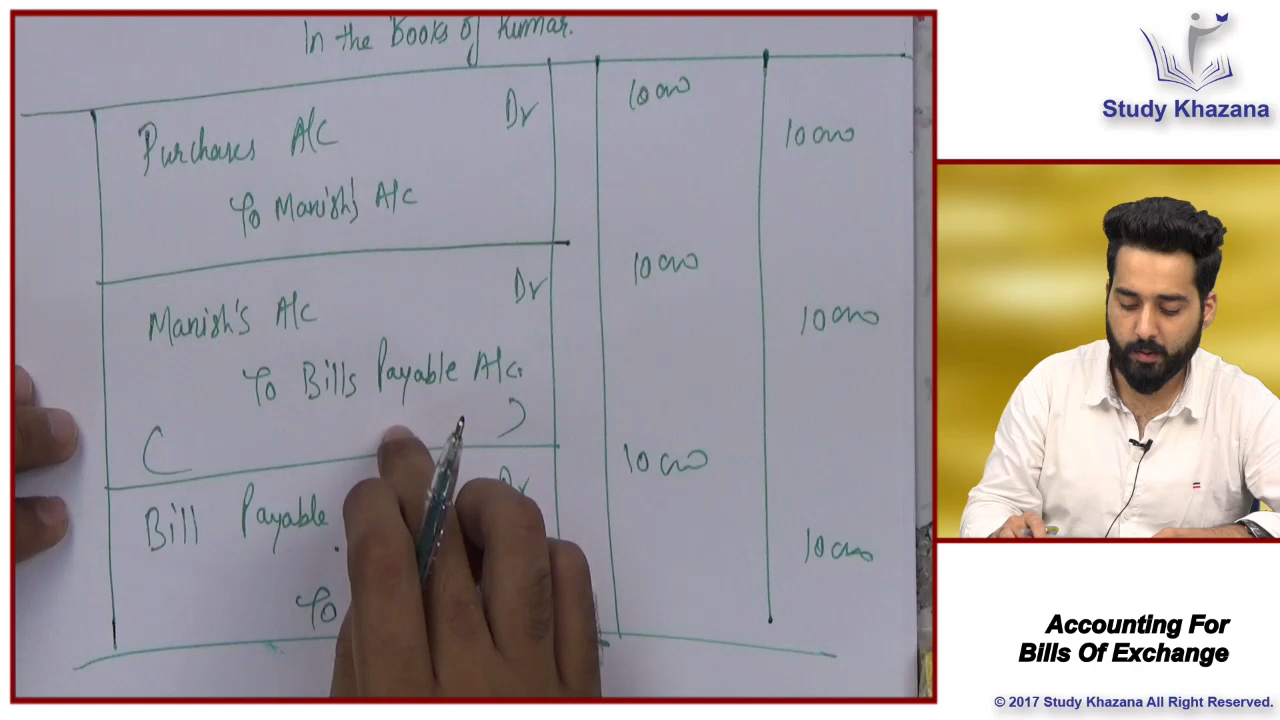 In the Books of Kumar.
Purchases A/c Dr 10000
To Manish's A/c 10000
Manish's A/c Dr 10000
To Bills Payable A/c. 10000
( )
Bill Payable Dr 10000
To 10000
Study Khazana
Accounting For
Bills Of Exchange
© 2017 Study Khazana All Right Reserved.